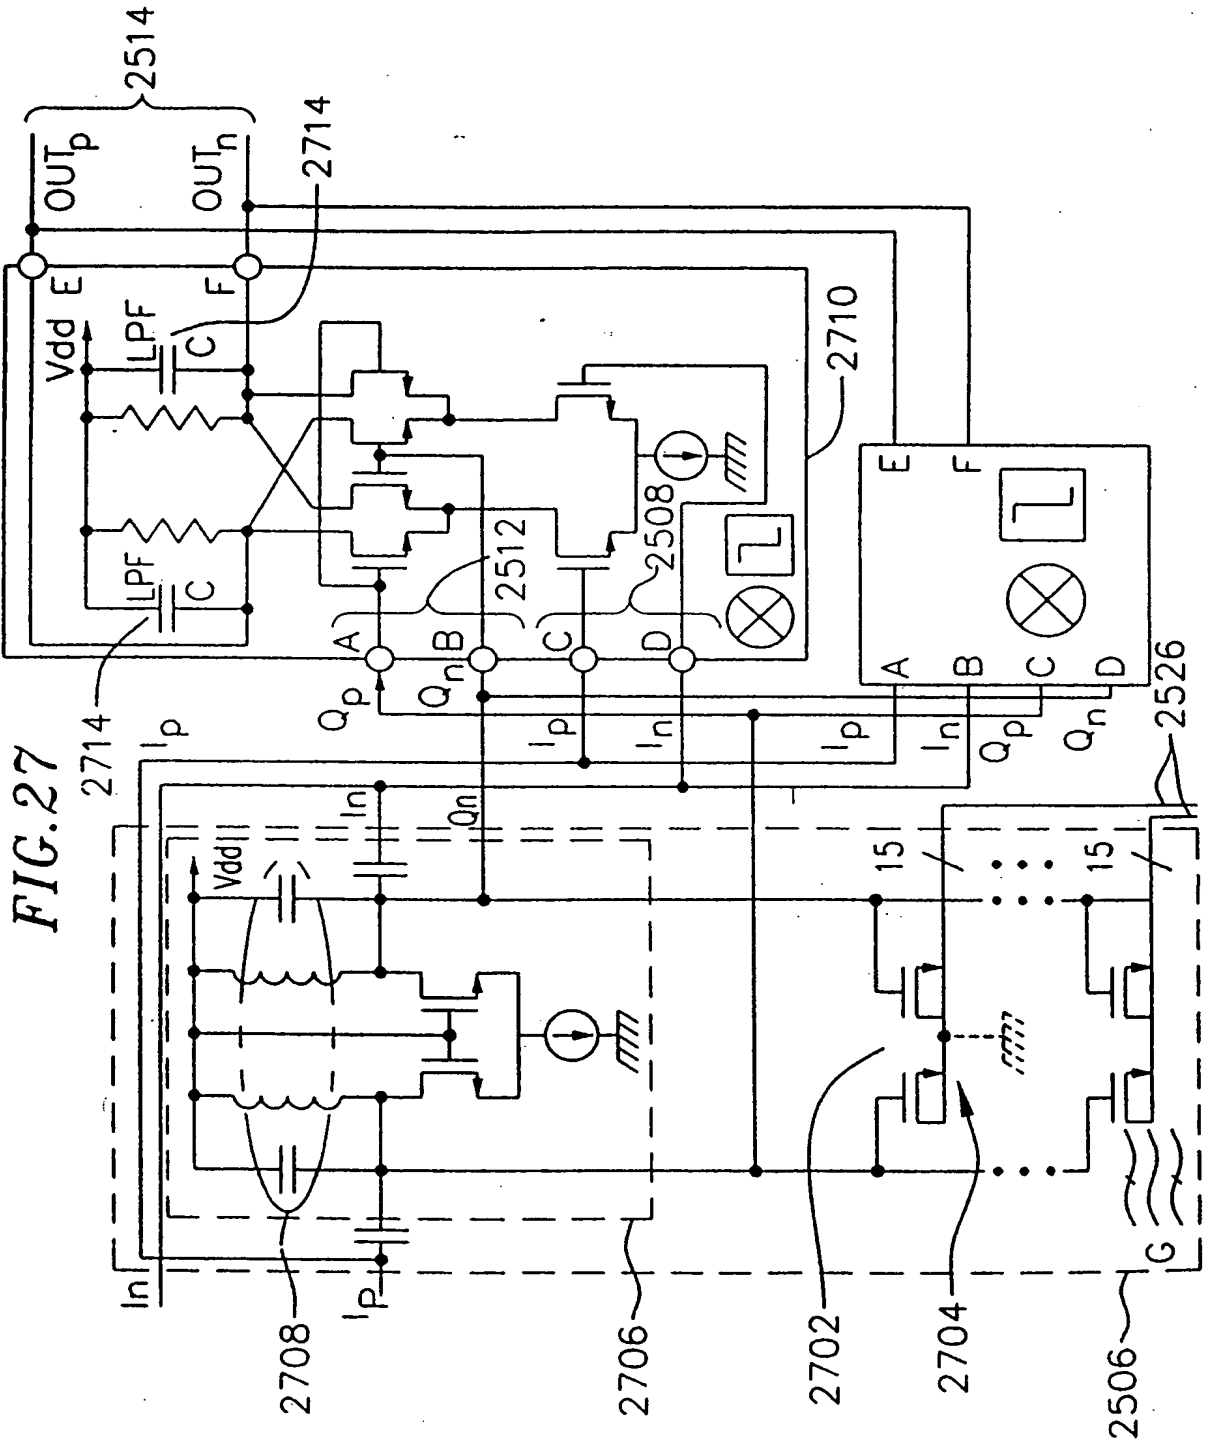 FIG.27
2514
OUTp
OUTn
2714
E
F
Vdd
LPF
C
LPF
C
2714
2710
2512
2508
A
B
C
D
Qp
Qn
Ip
In
Ip
In
Qn
Vdd
E
F
A
B
C
D
Ip
In
Qp
Qn
2526
15
15
In
Ip
2708
2706
2702
2704
2506
G